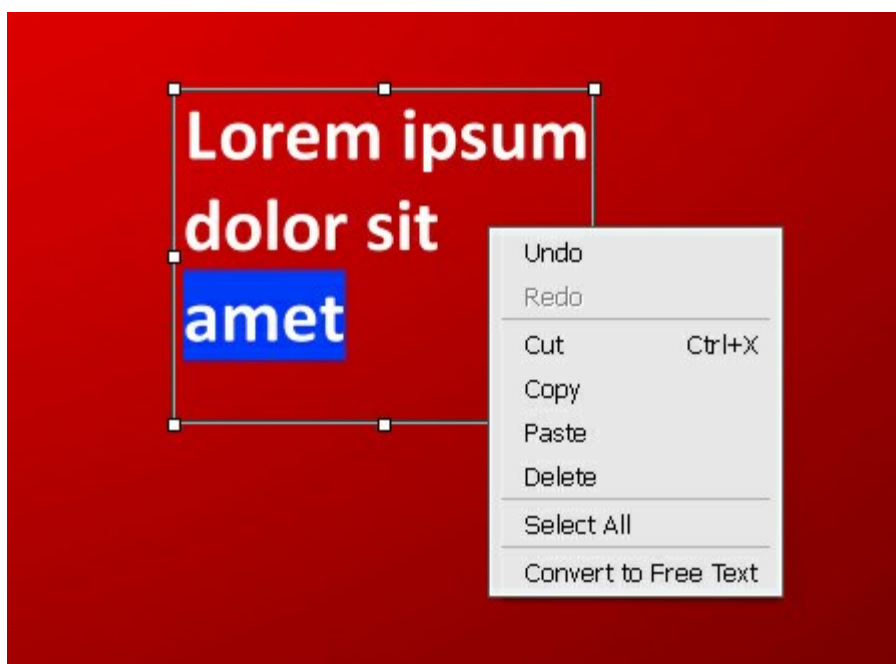 Lorem ipsum
dolor sit
amet
Undo
Redo
Cut Ctrl+X
Copy
Paste
Delete
Select All
Convert to Free Text